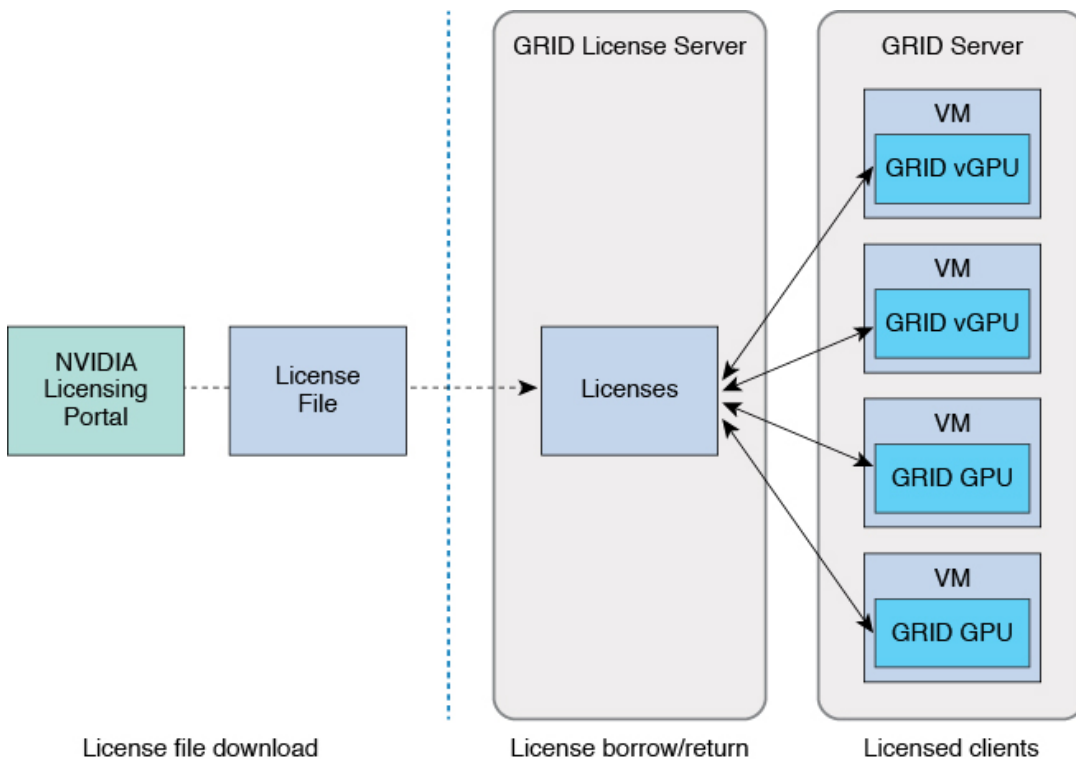 GRID License Server
GRID Server
VM
GRID vGPU
VM
GRID vGPU
NVIDIA
Licensing
Portal
License
File
Licenses
VM
GRID GPU
VM
GRID GPU
License file download
License borrow/return
Licensed clients